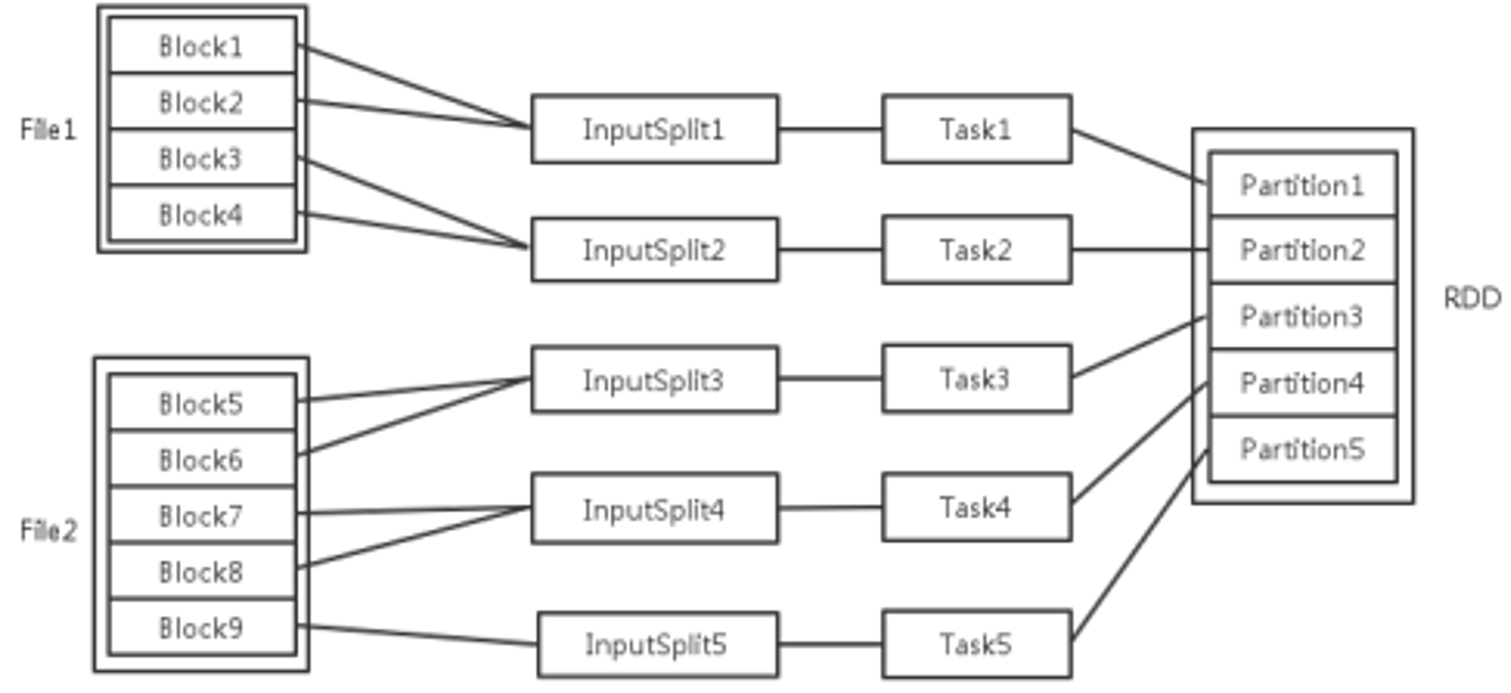 File1
Block1
Block2
Block3
Block4
File2
Block5
Block6
Block7
Block8
Block9
InputSplit1
InputSplit2
InputSplit3
InputSplit4
InputSplit5
Task1
Task2
Task3
Task4
Task5
Partition1
Partition2
Partition3
Partition4
Partition5
RDD